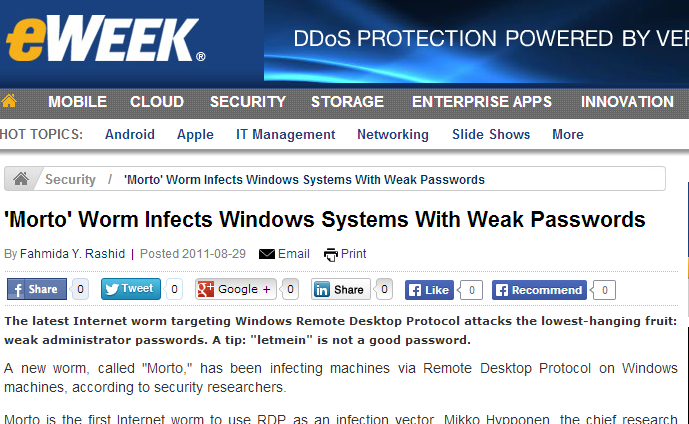 eWEEK®
DDoS PROTECTION POWERED BY VER
MOBILE CLOUD SECURITY STORAGE ENTERPRISE APPS INNOVATION
HOT TOPICS: Android Apple IT Management Networking Slide Shows More
Security / 'Morto' Worm Infects Windows Systems With Weak Passwords
'Morto' Worm Infects Windows Systems With Weak Passwords
By Fahmida Y. Rashid | Posted 2011-08-29 Email Print
f Share 0 Tweet 0 g+ Google + 0 in Share 0 f Like 0 f Recommend 0
The latest Internet worm targeting Windows Remote Desktop Protocol attacks the lowest-hanging fruit:
weak administrator passwords. A tip: "letmein" is not a good password.
A new worm, called "Morto," has been infecting machines via Remote Desktop Protocol on Windows
machines, according to security researchers.
Morto is the first Internet worm to use RDP as an infection vector, Mikko Hypponen, the chief research